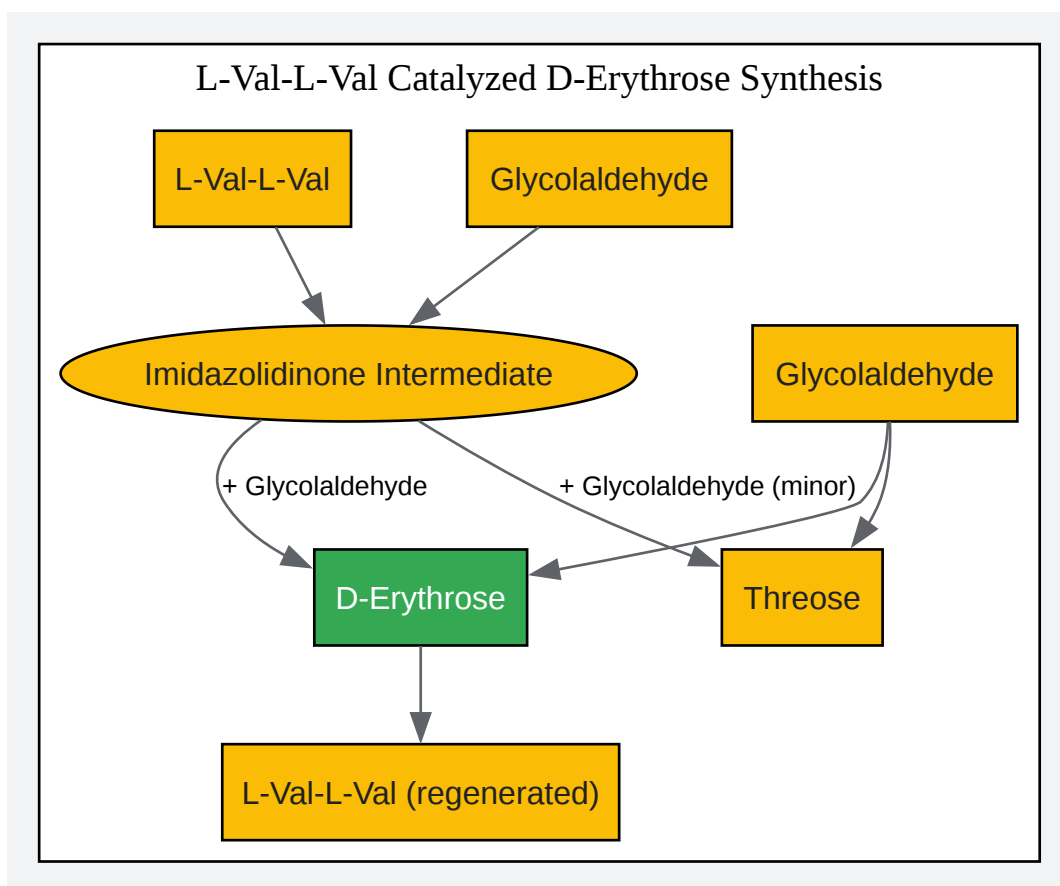 L-Val-L-Val Catalyzed D-Erythrose Synthesis
L-Val-L-Val
Glycolaldehyde
Imidazolidinone Intermediate
Glycolaldehyde
+ Glycolaldehyde
+ Glycolaldehyde (minor)
D-Erythrose
Threose
L-Val-L-Val (regenerated)